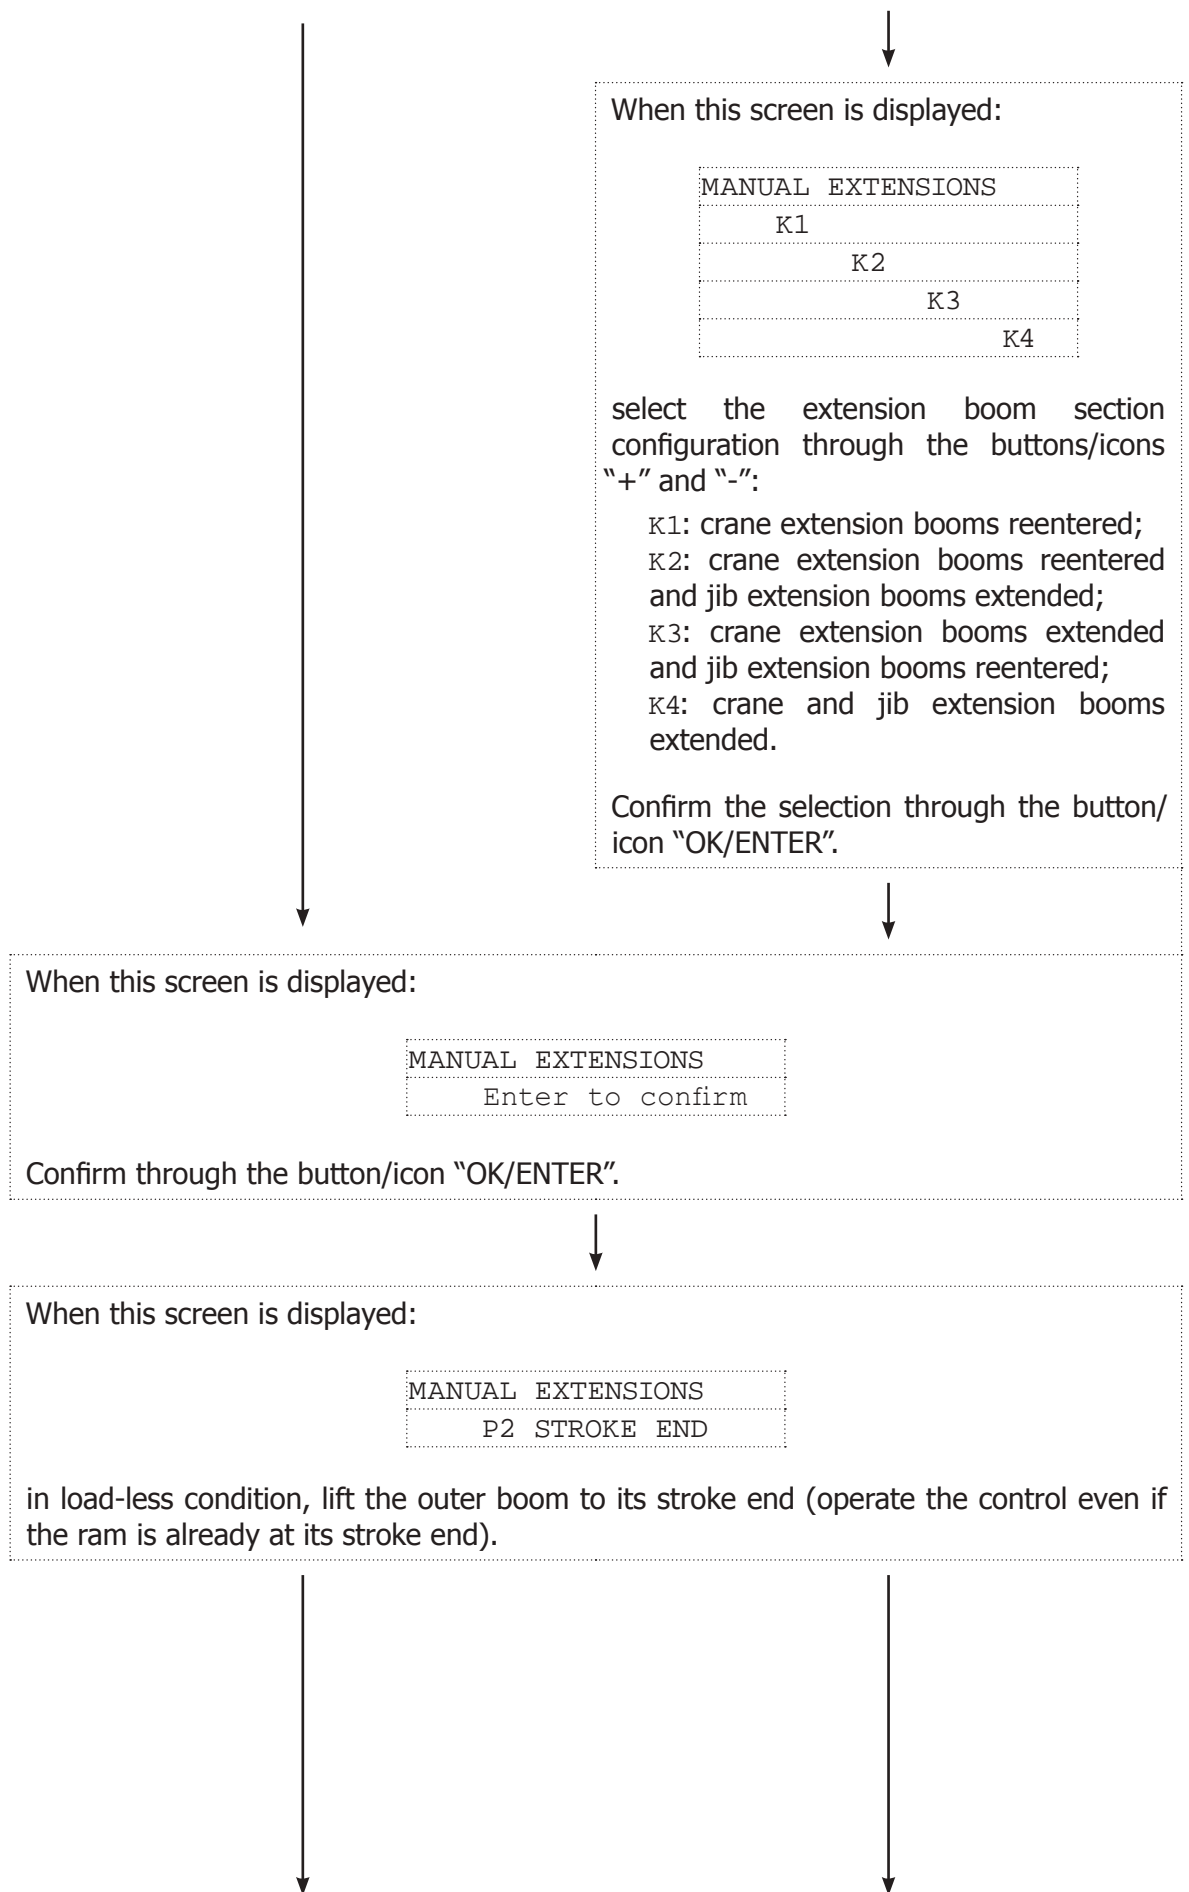 When this screen is displayed:
MANUAL EXTENSIONS
K1
K2
K3
K4
select the extension boom section
configuration through the buttons/icons
“+” and “-”:
K1: crane extension booms reentered;
K2: crane extension booms reentered
and jib extension booms extended;
K3: crane extension booms extended
and jib extension booms reentered;
K4: crane and jib extension booms
extended.
Confirm the selection through the button/
icon “OK/ENTER”.
When this screen is displayed:
MANUAL EXTENSIONS
Enter to confirm
Confirm through the button/icon “OK/ENTER”.
When this screen is displayed:
MANUAL EXTENSIONS
P2 STROKE END
in load-less condition, lift the outer boom to its stroke end (operate the control even if
the ram is already at its stroke end).